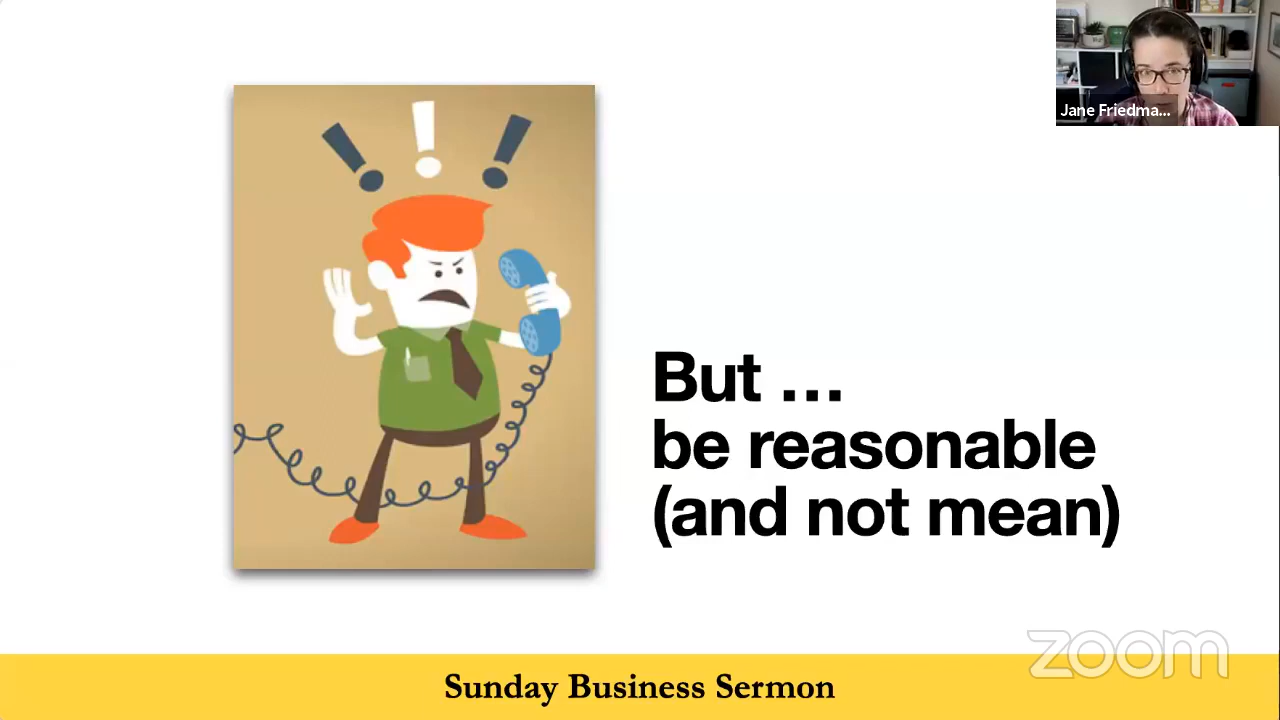 Jane Friedma...
But ...
be reasonable
(and not mean)
zoom
Sunday Business Sermon